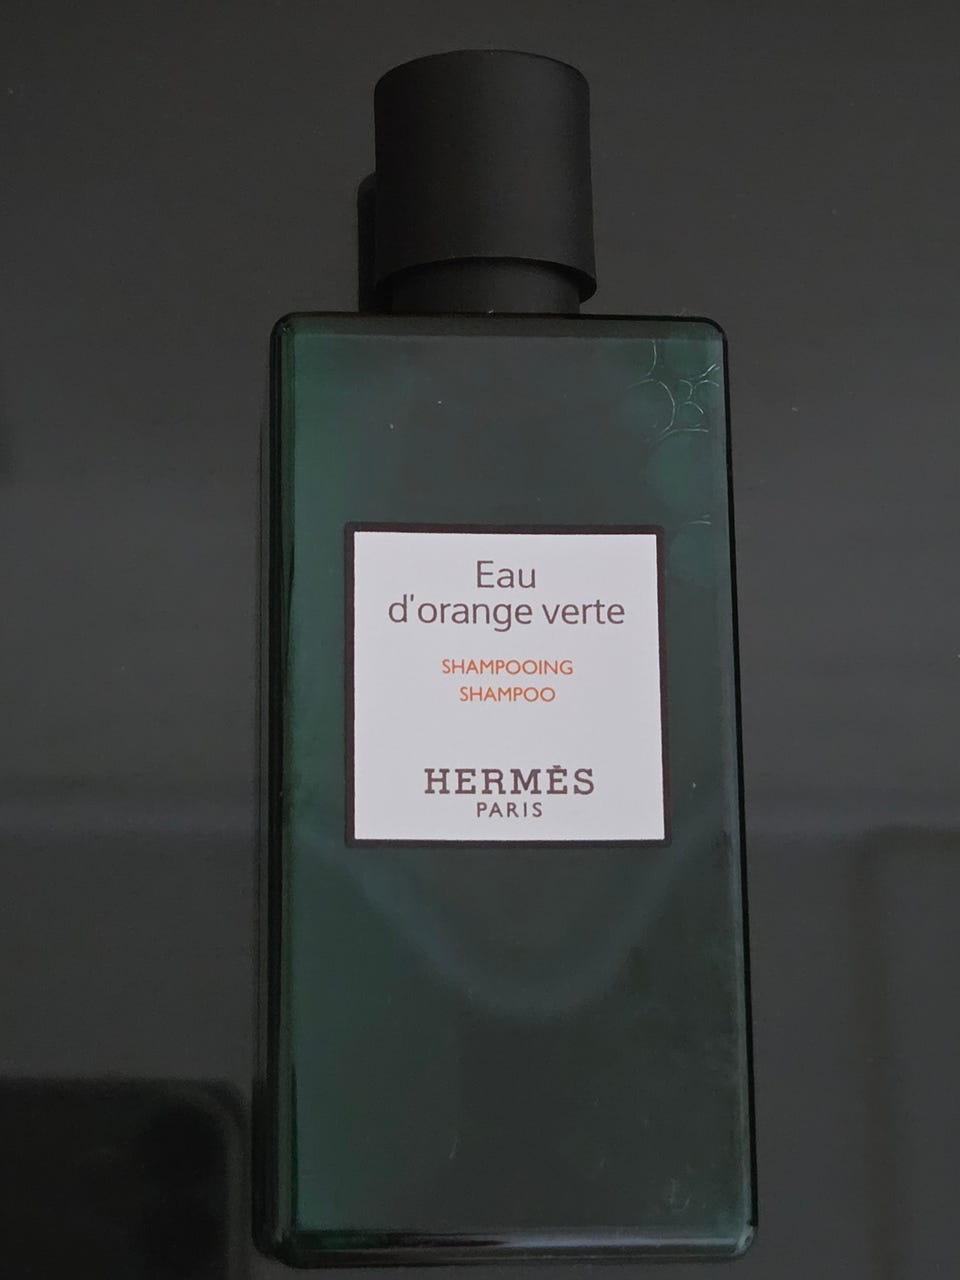 Eau
d'orange verte
SHAMPOOING
SHAMPOO
HERMÈS
PARIS